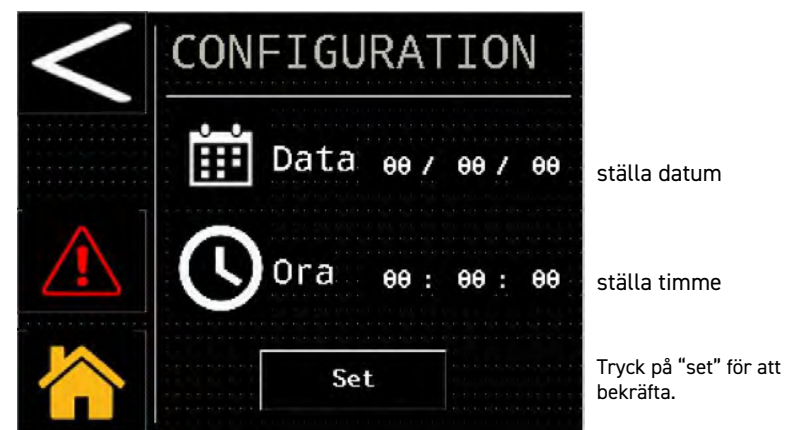 CONFIGURATION
Data 00 / 00 / 00
ställa datum
Ora 00 : 00 : 00
ställa timme
Set
Tryck på “set” för att
bekräfta.